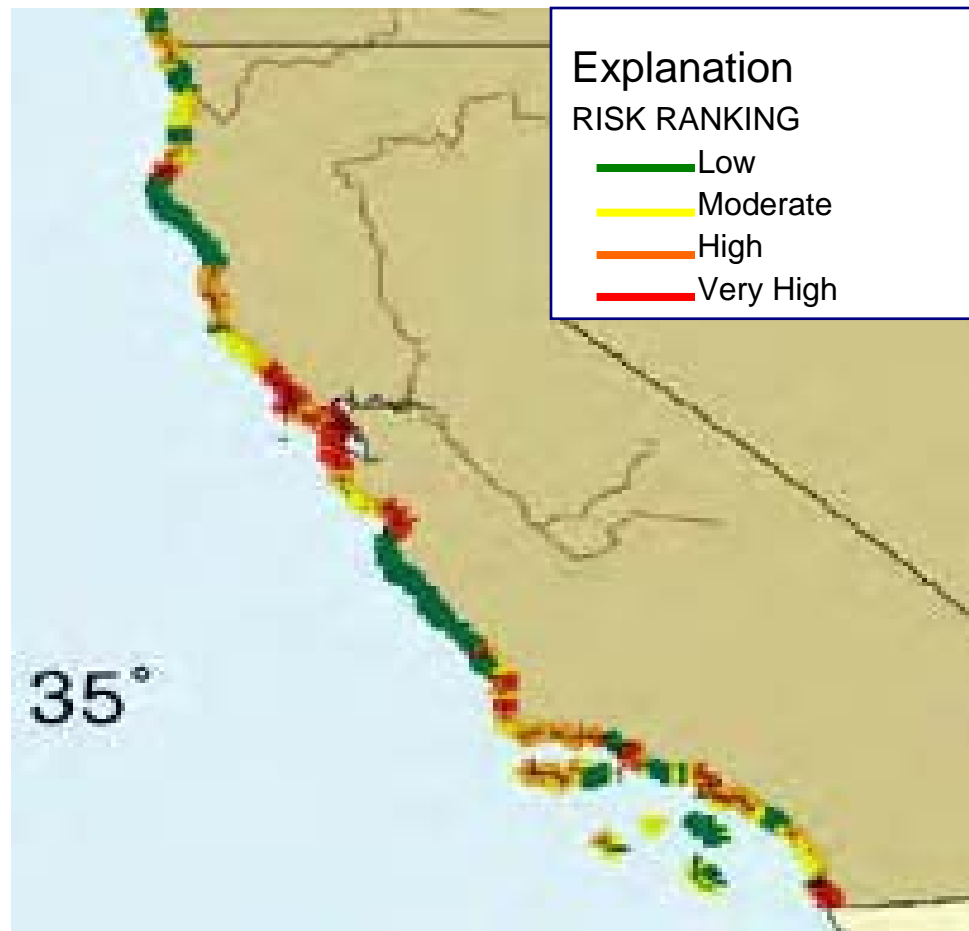 Explanation
RISK RANKING
Low
Moderate
High
Very High
35°